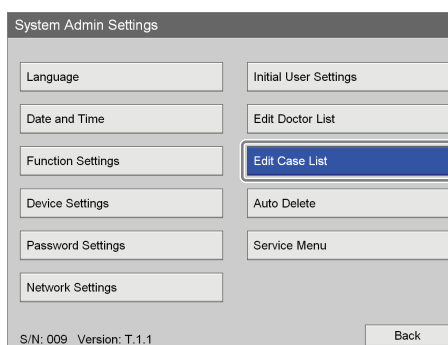 System Admin Settings
Language
Initial User Settings
Date and Time
Edit Doctor List
Function Settings
Edit Case List
Device Settings
Auto Delete
Password Settings
Service Menu
Network Settings
S/N: 009 Version: T.1.1
Back